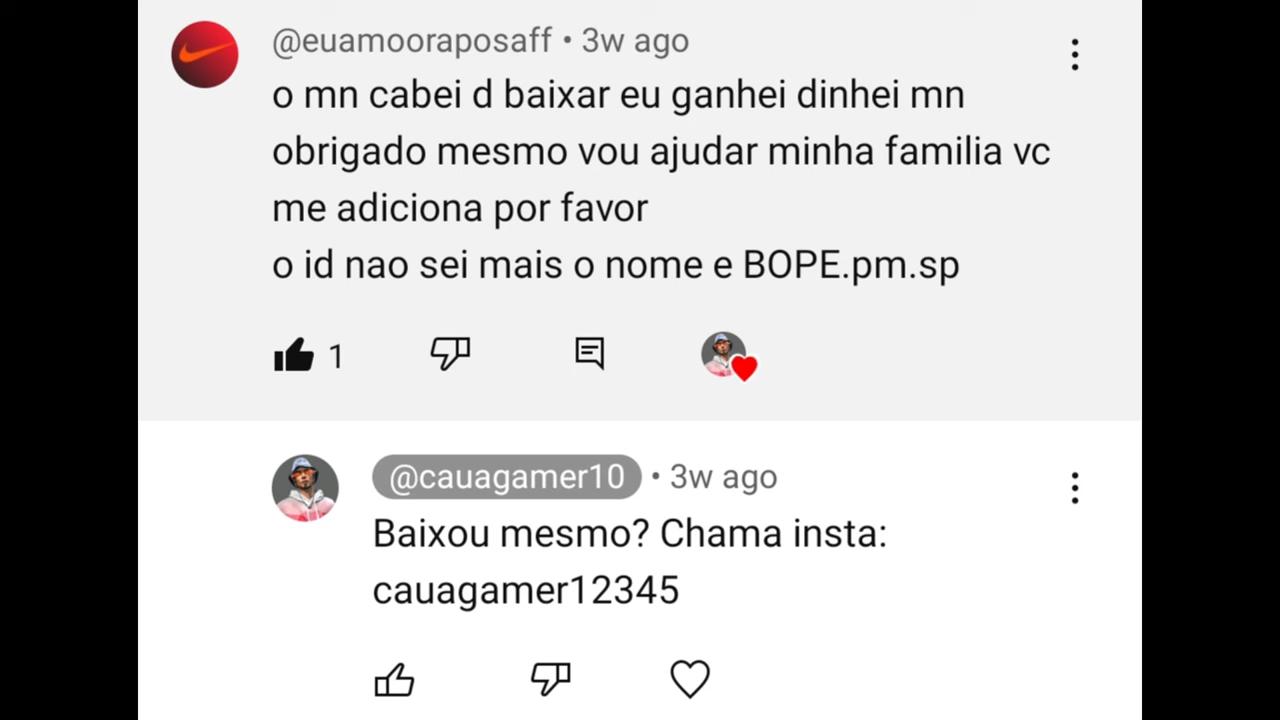 @euamooraposaff • 3w ago
o mn cabei d baixar eu ganhei dinhei mn
obrigado mesmo vou ajudar minha familia vc
me adiciona por favor
o id nao sei mais o nome e BOPE.pm.sp
1
@cauagamer10 • 3w ago
Baixou mesmo? Chama insta:
cauagamer12345